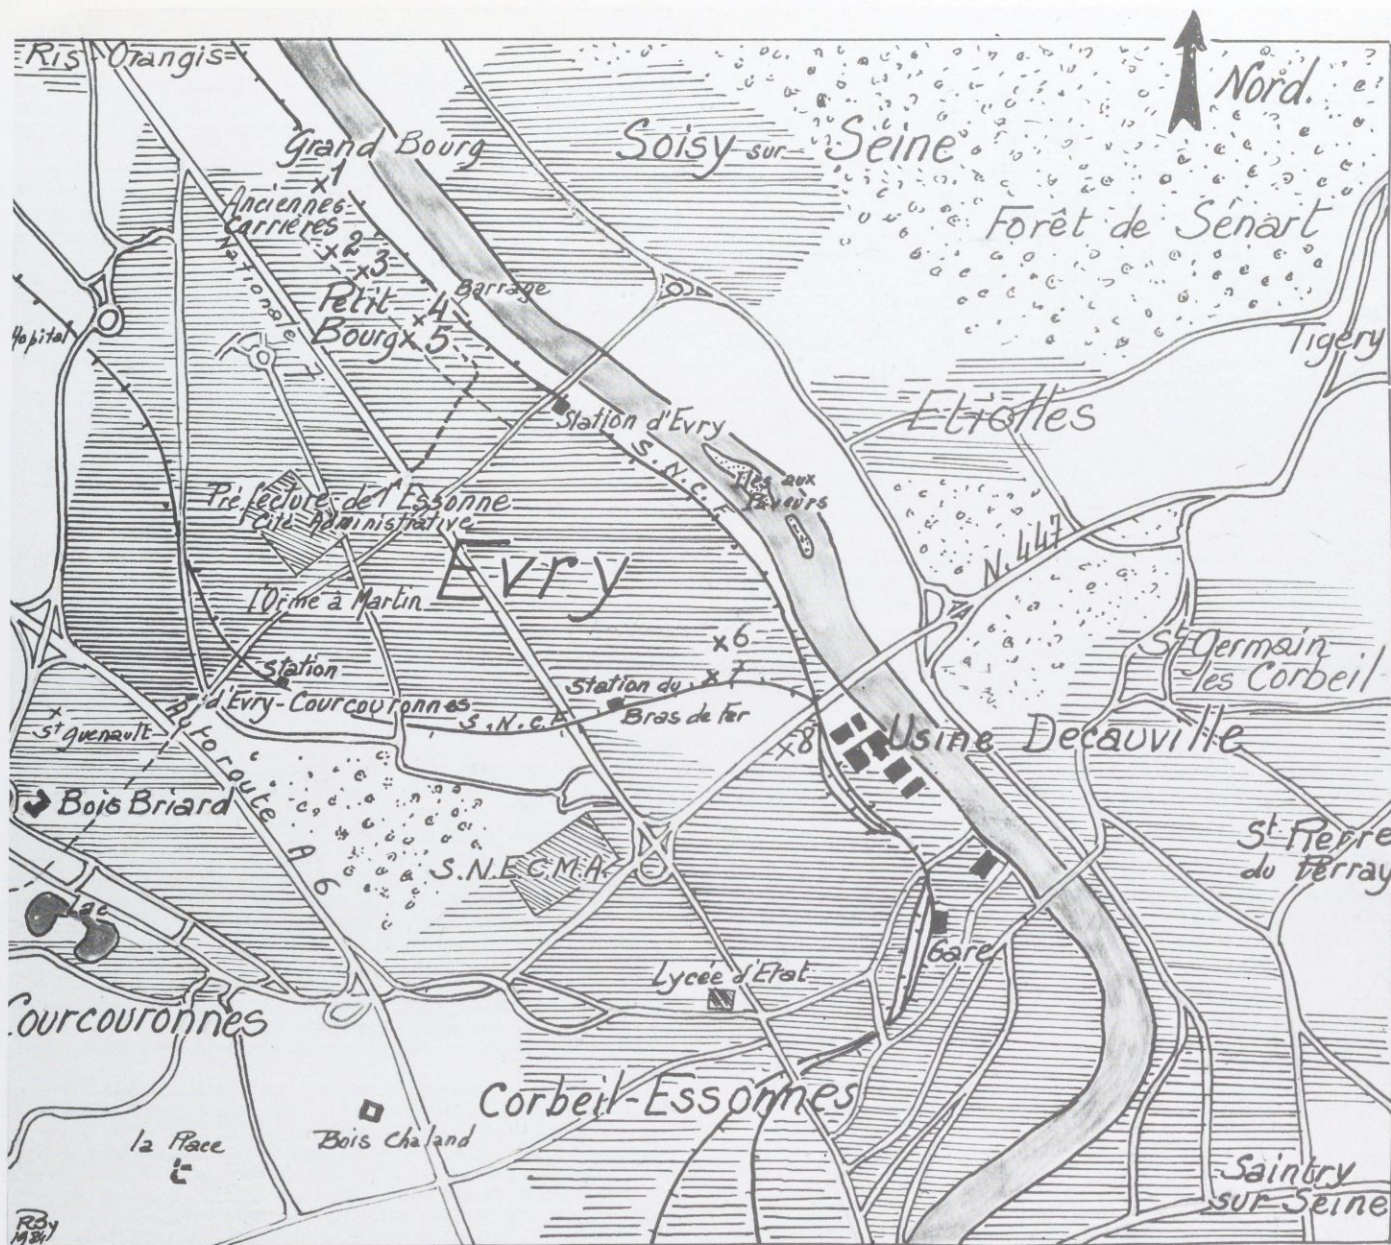 Ris-Orangis
Nord.
Grand Bourg
Soisy sur Seine
x1
Anciennes
Carrières
Forêt de Sénart
x2
x3
Nationale 7
Petit
Bourg
Barrage
x4
x5
Hopital
Tigery
Etiolles
Station d'Evry
S.N.C.F.
Iles aux
Paveurs
Préfecture de l'Essonne
Cité Administrative
N.447
Evry
l'Orme à Martin
x6
x7
St Germain
les Corbeil
Station
d'Evry-Courcouronnes
Station du
Bras de Fer
S.N.C.F.
x
St Guenault
Autoroute A6
x8
Usine Decauville
Bois Briard
St Pierre
du Perray
S.N.E.C.M.A.
Lac
Gare
Lycée d'Etat
Courcouronnes
Corbeil-Essonnes
la Place
Bois Chaland
Saintry
sur-Seine
1984